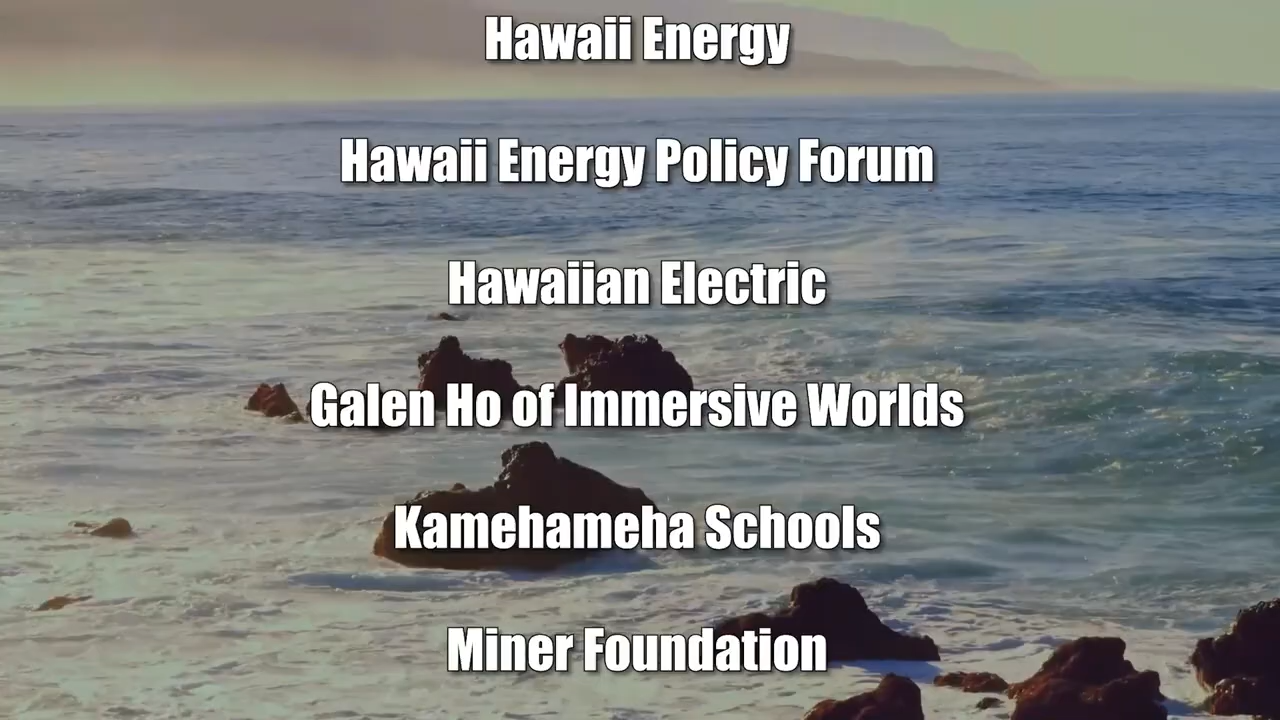 Hawaii Energy
Hawaii Energy Policy Forum
Hawaiian Electric
Galen Ho of Immersive Worlds
Kamehameha Schools
Miner Foundation